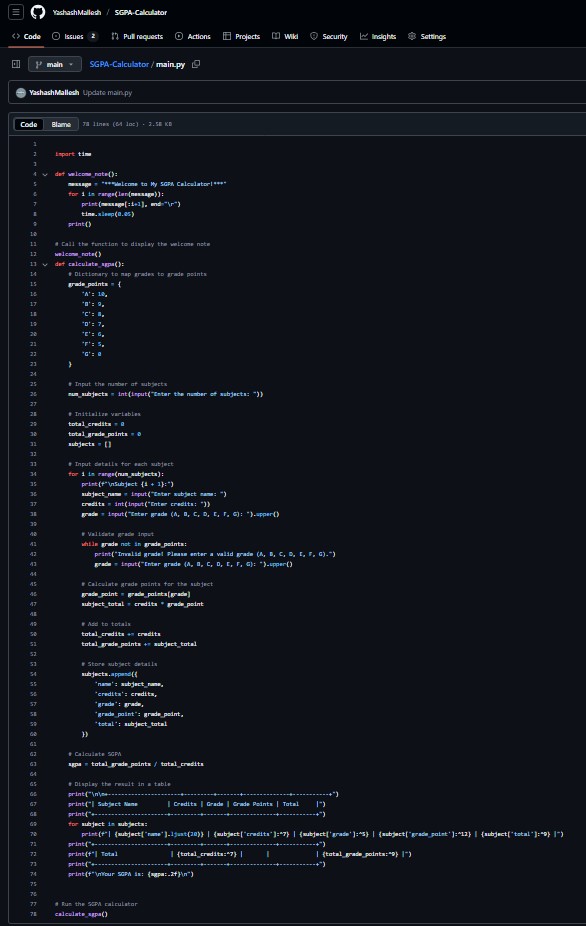 YashashMallesh / SGPA-Calculator
Code Issues 2 Pull requests Actions Projects Wiki Security Insights Settings
main SGPA-Calculator / main.py
YashashMallesh Update main.py
Code Blame 78 lines (64 loc) · 2.58 KB
1
2 import time
3
4 def welcome_note():
5 message = "***Welcome to My SGPA Calculator!***"
6 for i in range(len(message)):
7 print(message[:i+1], end="\r")
8 time.sleep(0.05)
9 print()
10
11 # Call the function to display the welcome note
12 welcome_note()
13 def calculate_sgpa():
14 # Dictionary to map grades to grade points
15 grade_points = {
16 'A': 10,
17 'B': 9,
18 'C': 8,
19 'D': 7,
20 'E': 6,
21 'F': 5,
22 'G': 0
23 }
24
25 # Input the number of subjects
26 num_subjects = int(input("Enter the number of subjects: "))
27
28 # Initialize variables
29 total_credits = 0
30 total_grade_points = 0
31 subjects = []
32
33 # Input details for each subject
34 for i in range(num_subjects):
35 print(f"\nSubject {i + 1}:")
36 subject_name = input("Enter subject name: ")
37 credits = int(input("Enter credits: "))
38 grade = input("Enter grade (A, B, C, D, E, F, G): ").upper()
39
40 # Validate grade input
41 while grade not in grade_points:
42 print("Invalid grade! Please enter a valid grade (A, B, C, D, E, F, G).")
43 grade = input("Enter grade (A, B, C, D, E, F, G): ").upper()
44
45 # Calculate grade points for the subject
46 grade_point = grade_points[grade]
47 subject_total = credits * grade_point
48
49 # Add to totals
50 total_credits += credits
51 total_grade_points += subject_total
52
53 # Store subject details
54 subjects.append({
55 'name': subject_name,
56 'credits': credits,
57 'grade': grade,
58 'grade_point': grade_point,
59 'total': subject_total
60 })
61
62 # Calculate SGPA
63 sgpa = total_grade_points / total_credits
64
65 # Display the result in a table
66 print("\n\n+----------------------+---------+-------+--------------+-----------+")
67 print("| Subject Name | Credits | Grade | Grade Points | Total |")
68 print("+----------------------+---------+-------+--------------+-----------+")
69 for subject in subjects:
70 print(f"| {subject['name'].ljust(20)} | {subject['credits']:^7} | {subject['grade']:^5} | {subject['grade_point']:^12} | {subject['total']:^9} |")
71 print("+----------------------+---------+-------+--------------+-----------+")
72 print(f"| Total | {total_credits:^7} | | | {total_grade_points:^9} |")
73 print("+----------------------+---------+-------+--------------+-----------+")
74 print(f"\nYour SGPA is: {sgpa:.2f}\n")
75
76
77 # Run the SGPA calculator
78 calculate_sgpa()